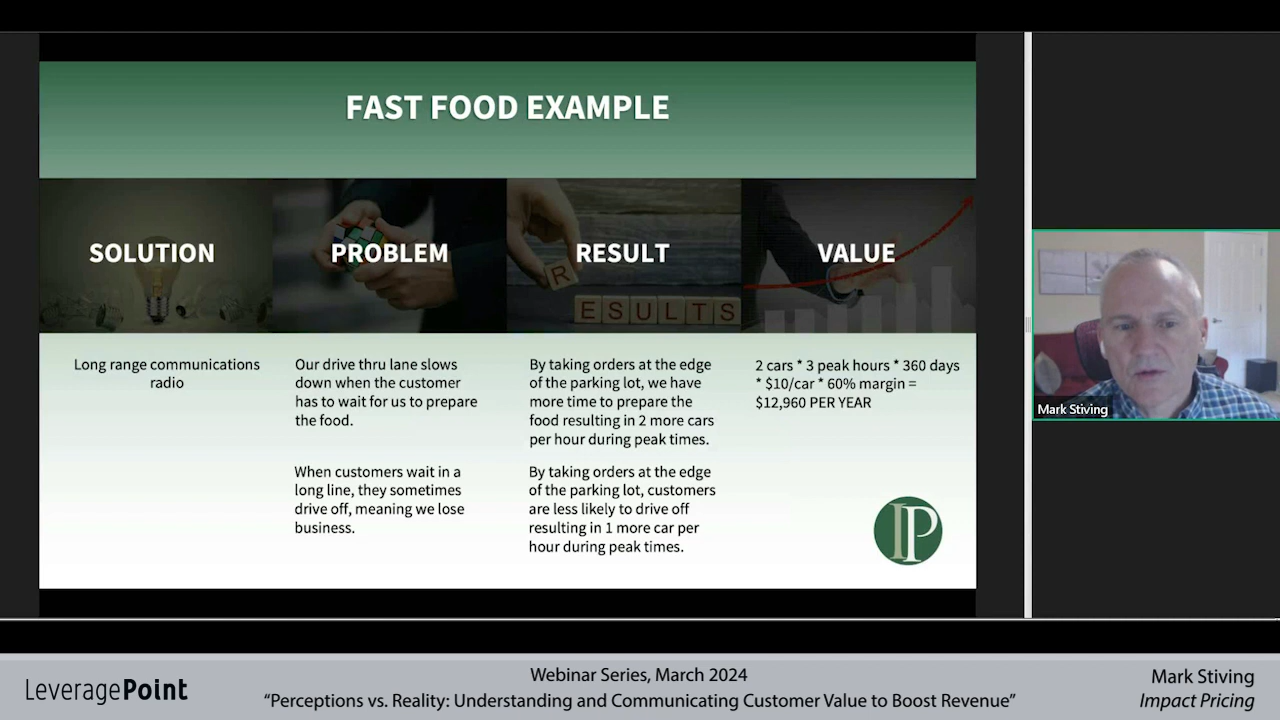 FAST FOOD EXAMPLE
SOLUTION
PROBLEM
RESULT
VALUE
R
ESULTS
Long range communications
radio
Our drive thru lane slows
down when the customer
has to wait for us to prepare
the food.
When customers wait in a
long line, they sometimes
drive off, meaning we lose
business.
By taking orders at the edge
of the parking lot, we have
more time to prepare the
food resulting in 2 more cars
per hour during peak times.
By taking orders at the edge
of the parking lot, customers
are less likely to drive off
resulting in 1 more car per
hour during peak times.
2 cars * 3 peak hours * 360 days
* $10/car * 60% margin =
$12,960 PER YEAR
IP
Mark Stiving
LeveragePoint
Webinar Series, March 2024
“Perceptions vs. Reality: Understanding and Communicating Customer Value to Boost Revenue”
Mark Stiving
Impact Pricing